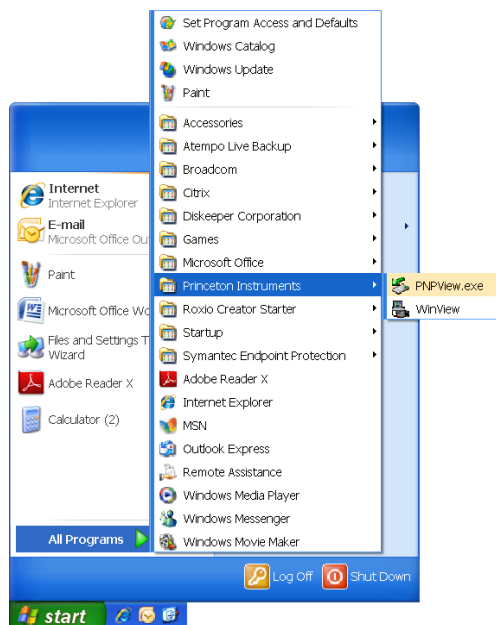 Set Program Access and Defaults
Windows Catalog
Windows Update
Paint
Accessories
Atempo Live Backup
Broadcom
Citrix
Diskeeper Corporation
Games
Microsoft Office
Princeton Instruments
Roxio Creator Starter
Startup
Symantec Endpoint Protection
Adobe Reader X
Internet Explorer
MSN
Outlook Express
Remote Assistance
Windows Media Player
Windows Messenger
Windows Movie Maker
PNPView.exe
WinView
Internet
Internet Explorer
E-mail
Microsoft Office Ou
Paint
Microsoft Office Wo
Files and Settings T
Wizard
Adobe Reader X
Calculator (2)
All Programs
Log Off
Shut Down
start